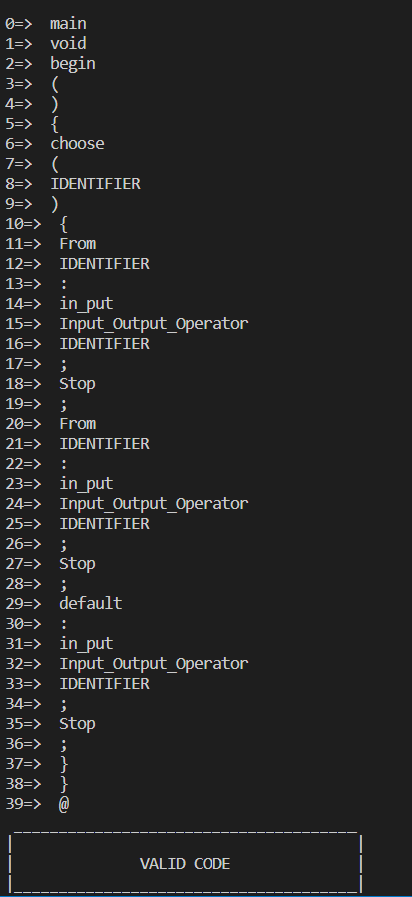 0=> main
1=> void
2=> begin
3=> (
4=> )
5=> {
6=> choose
7=> (
8=> IDENTIFIER
9=> )
10=> {
11=> From
12=> IDENTIFIER
13=> :
14=> in_put
15=> Input_Output_Operator
16=> IDENTIFIER
17=> ;
18=> Stop
19=> ;
20=> From
21=> IDENTIFIER
22=> :
23=> in_put
24=> Input_Output_Operator
25=> IDENTIFIER
26=> ;
27=> Stop
28=> ;
29=> default
30=> :
31=> in_put
32=> Input_Output_Operator
33=> IDENTIFIER
34=> ;
35=> Stop
36=> ;
37=> }
38=> }
39=> @
VALID CODE